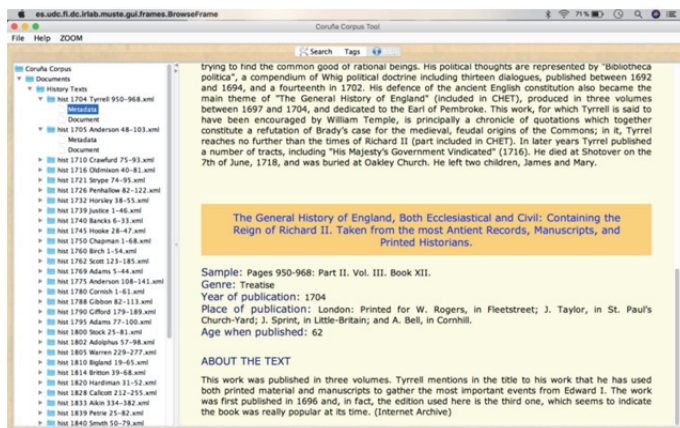 es.udc.fi.dc.irlab.muste.gui.frames.BrowseFrame
71%
Coruña Corpus Tool
File Help ZOOM
Search Tags
Coruña Corpus
Documents
History Texts
hist 1704 Tyrrell 950-968.xml
Metadata
Document
hist 1705 Anderson 48-103.xml
Metadata
Document
hist 1710 Crawfurd 75-93.xml
hist 1716 Oldmixon 40-81.xml
hist 1721 Strype 74-95.xml
hist 1726 Penhallow 82-122.xml
hist 1732 Horsley 38-55.xml
hist 1739 Justice 1-46.xml
hist 1740 Bancks 6-33.xml
hist 1745 Hooke 28-47.xml
hist 1750 Chapman 1-68.xml
hist 1760 Birch 1-54.xml
hist 1762 Scott 123-185.xml
hist 1769 Adams 5-44.xml
hist 1775 Anderson 108-141.xml
hist 1780 Cornish 1-61.xml
hist 1788 Gibbon 82-113.xml
hist 1790 Gifford 179-189.xml
hist 1795 Adams 77-100.xml
hist 1800 Stock 25-81.xml
hist 1802 Adolphus 57-98.xml
hist 1805 Warren 229-277.xml
hist 1810 Bigland 19-65.xml
hist 1814 Britton 39-68.xml
hist 1820 Hardiman 31-52.xml
hist 1828 Callcott 212-255.xml
hist 1833 Aikin 334-382.xml
hist 1839 Petrie 25-82.xml
hist 1840 Smyth 50-79.xml
trying to find the common good of rational beings. His political thoughts are represented by "Bibliotheca
politica", a compendium of Whig political doctrine including thirteen dialogues, published between 1692
and 1694, and a fourteenth in 1702. His defence of the ancient English constitution also became the
main theme of "The General History of England" (included in CHET), produced in three volumes
between 1697 and 1704, and dedicated to the Earl of Pembroke. This work, for which Tyrrell is said to
have been encouraged by William Temple, is principally a chronicle of quotations which together
constitute a refutation of Brady's case for the medieval, feudal origins of the Commons; in it, Tyrrell
reaches no further than the times of Richard II (part included in CHET). In later years Tyrrell published
a number of tracts, including "His Majesty's Government Vindicated" (1716). He died at Shotover on the
7th of June, 1718, and was buried at Oakley Church. He left two children, James and Mary.
The General History of England, Both Ecclesiastical and Civil: Containing the
Reign of Richard II. Taken from the most Antient Records, Manuscripts, and
Printed Historians.
Sample: Pages 950-968: Part II. Vol. III. Book XII.
Genre: Treatise
Year of publication: 1704
Place of publication: London: Printed for W. Rogers, in Fleetstreet; J. Taylor, in St. Paul's
Church-Yard; J. Sprint, in Little-Britain; and A. Bell, in Cornhill.
Age when published: 62
ABOUT THE TEXT
This work was published in three volumes. Tyrrell mentions in the title to his work that he has used
both printed material and manuscripts to gather the most important events from Edward I. The work
was first published in 1696 and, in fact, the edition used here is the third one, which seems to indicate
the book was really popular at its time. (Internet Archive)